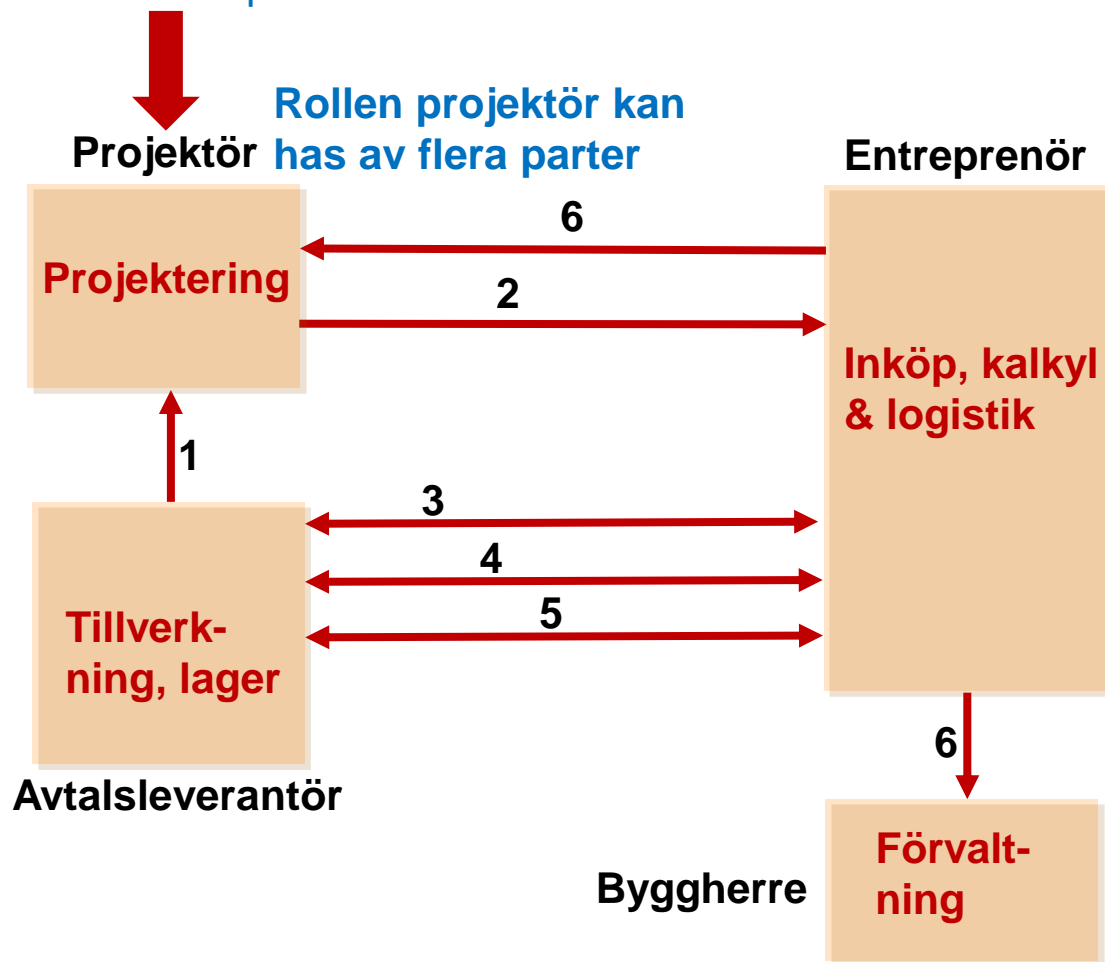 Rollen projektör kan
has av flera parter
Projektör
Entreprenör
6
Projektering
2
Inköp, kalkyl
& logistik
1
3
4
5
Tillverk-
ning, lager
6
Avtalsleverantör
Förvalt-
ning
Byggherre